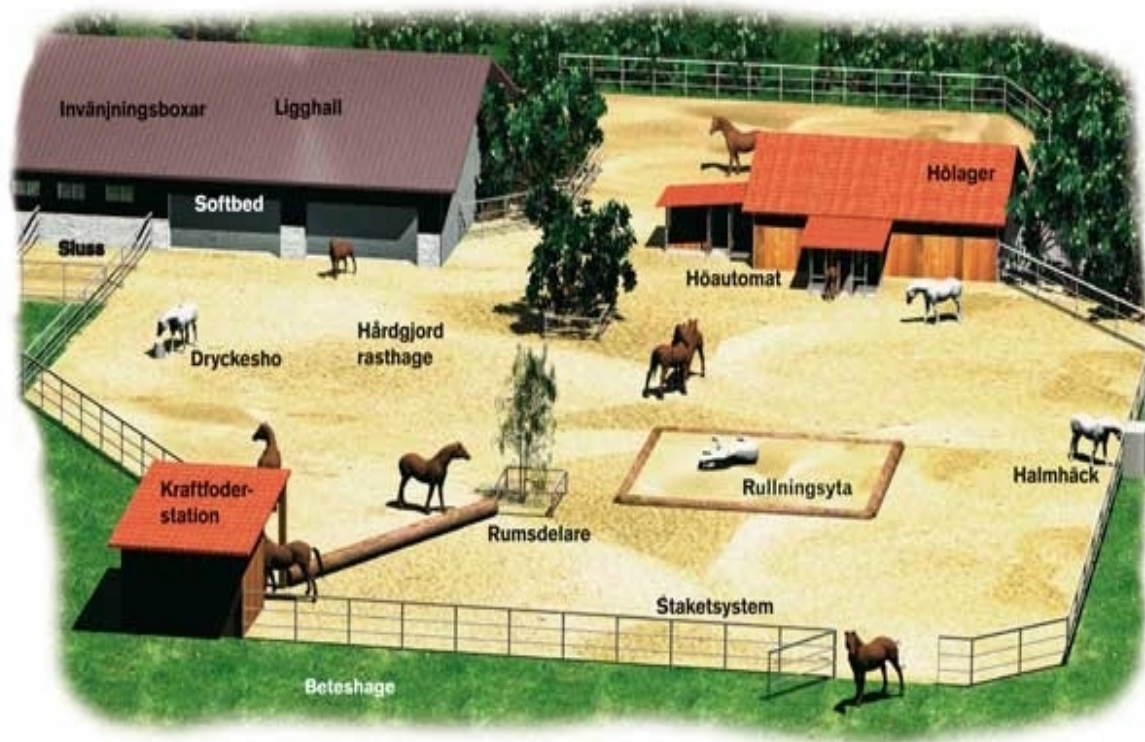 Invänjningsboxar
Ligghall
Hölager
Softbed
Sluss
Höautomat
Hårdgjord
rasthage
Dryckesho
Halmhäck
Kraftfoder-
station
Rullningsyta
Rumsdelare
Staketsystem
Beteshage